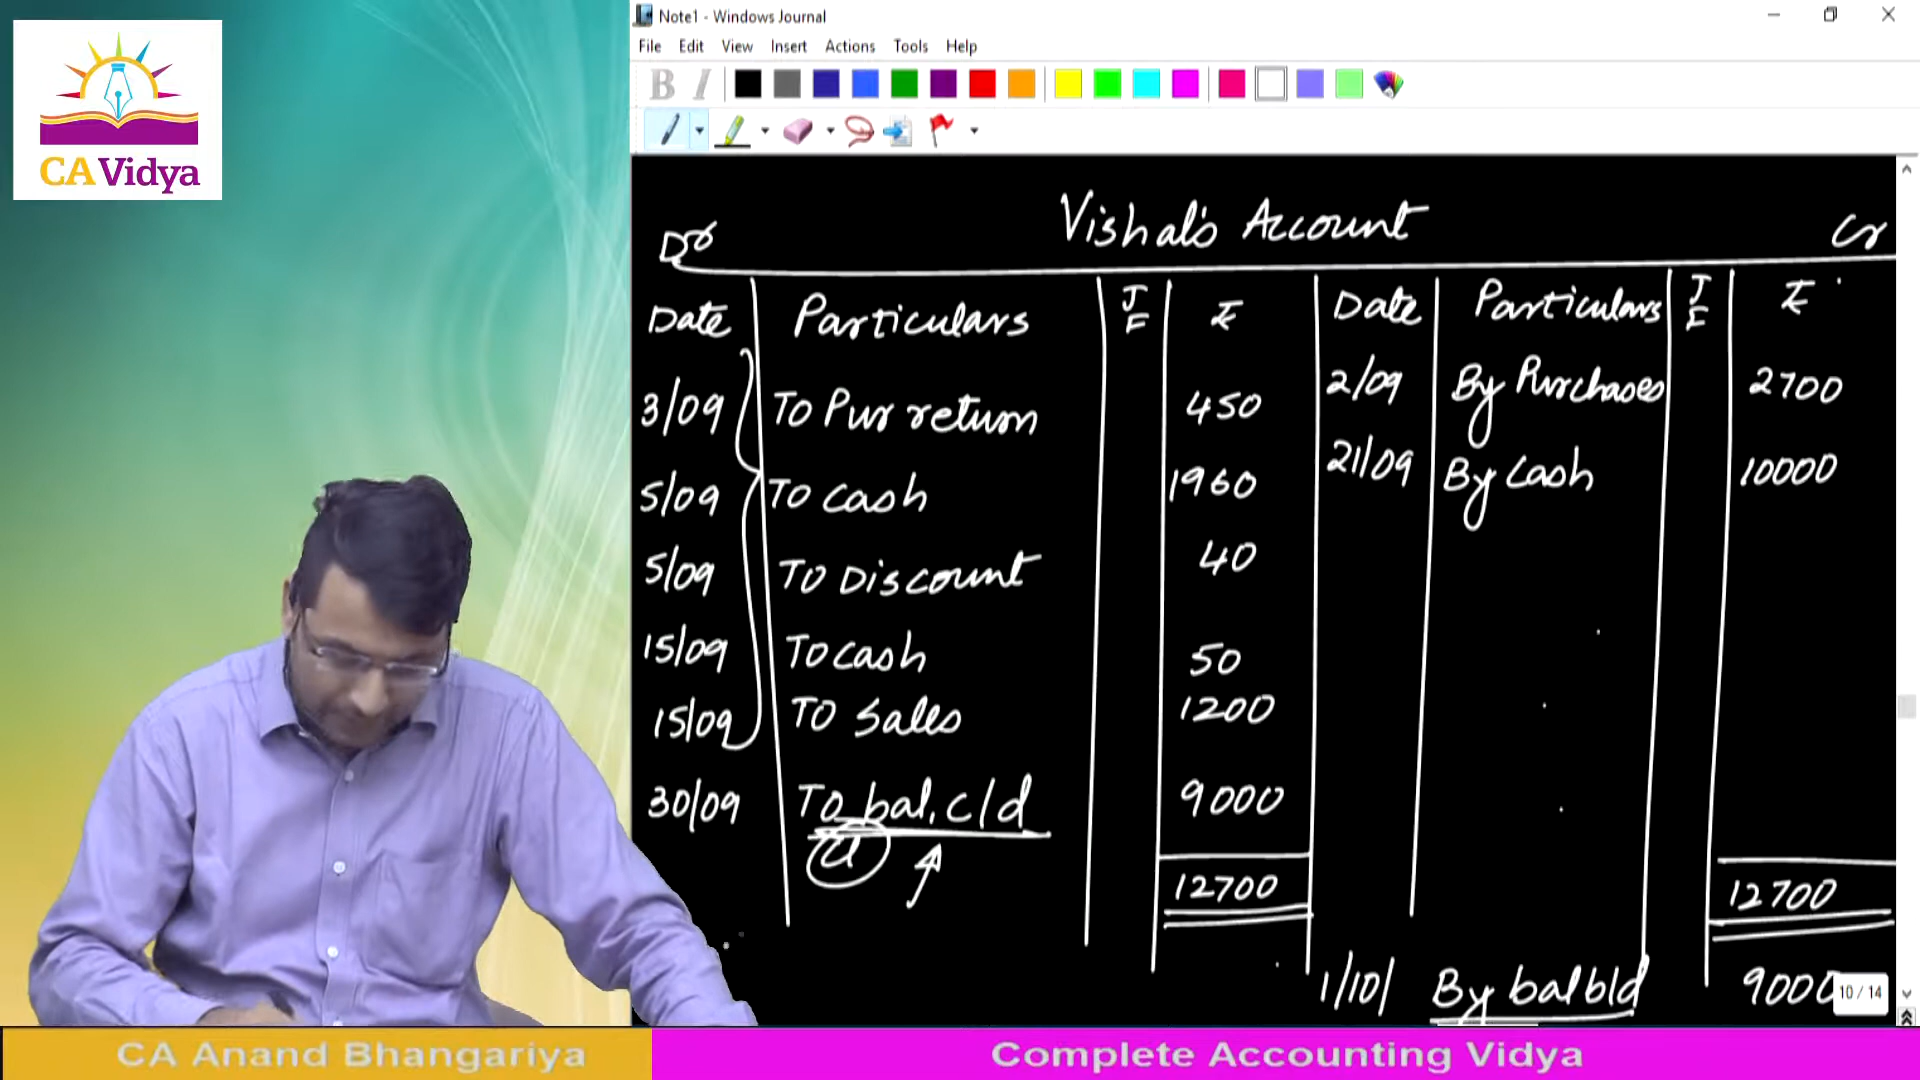 CA Vidya
Note1 - Windows Journal
File Edit View Insert Actions Tools Help
B I
Vishal's Account
Dr Cr
Date Particulars J F ₹ Date Particulars J F ₹
3/09 To Pur return 450 2/09 By Purchases 2700
5/09 To cash 1960 21/09 By Cash 10000
5/09 To Discount 40
15/09 To cash 50
15/09 To Sales 1200
30/09 To bal. c/d 9000
cl
12700 12700
1/10/ By bal b/d 9000
10 / 14
CA Anand Bhangariya
Complete Accounting Vidya